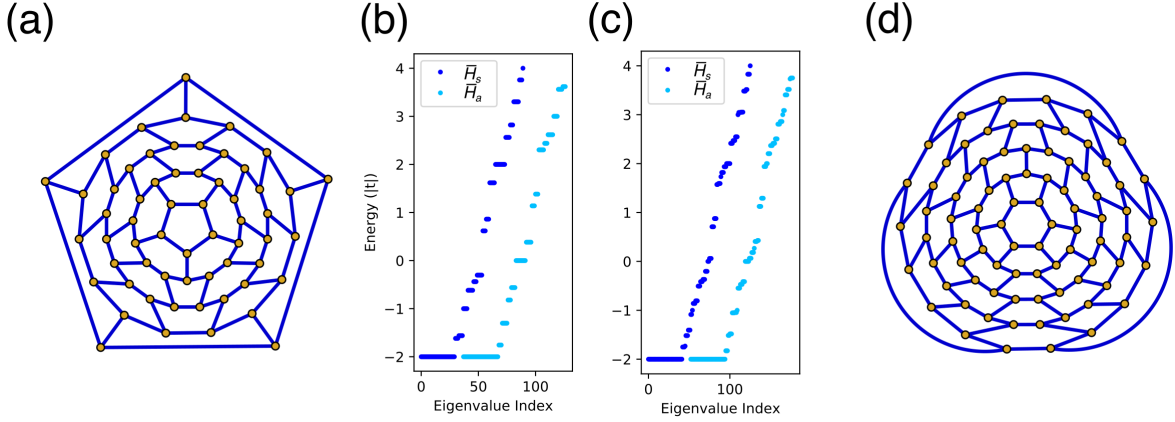 (a)
(b)
(c)
(d)
H̅s
H̅a
4
3
2
1
0
−1
−2
Energy (|t|)
0
50
100
Eigenvalue Index
H̅s
H̅a
4
3
2
1
0
−1
−2
0
100
Eigenvalue Index